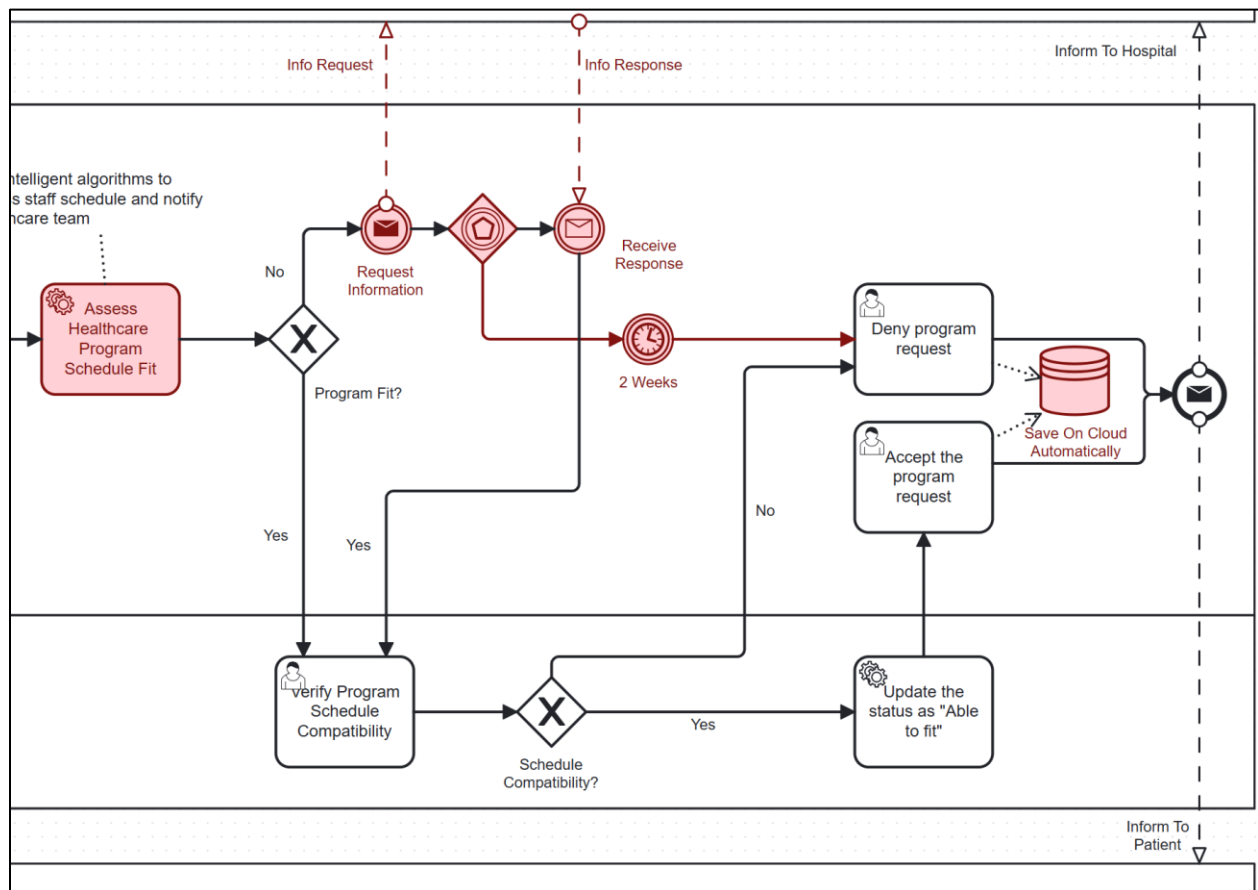 Info Request
Info Response
Inform To Hospital
ntelligent algorithms to
s staff schedule and notify
care team
Assess
Healthcare
Program
Schedule Fit
No
Program Fit?
Request
Information
Receive
Response
2 Weeks
Deny program
request
Save On Cloud
Automatically
Accept the
program
request
Yes
Yes
No
Verify Program
Schedule
Compatibility
Schedule
Compatibility?
Yes
Update the
status as "Able
to fit"
Inform To
Patient